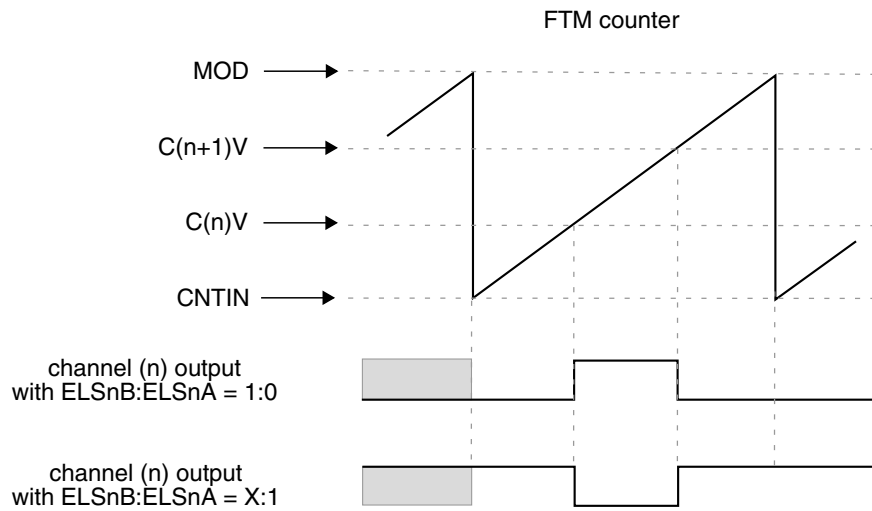 FTM counter
MOD
C(n+1)V
C(n)V
CNTIN
channel (n) output
with ELSnB:ELSnA = 1:0
channel (n) output
with ELSnB:ELSnA = X:1